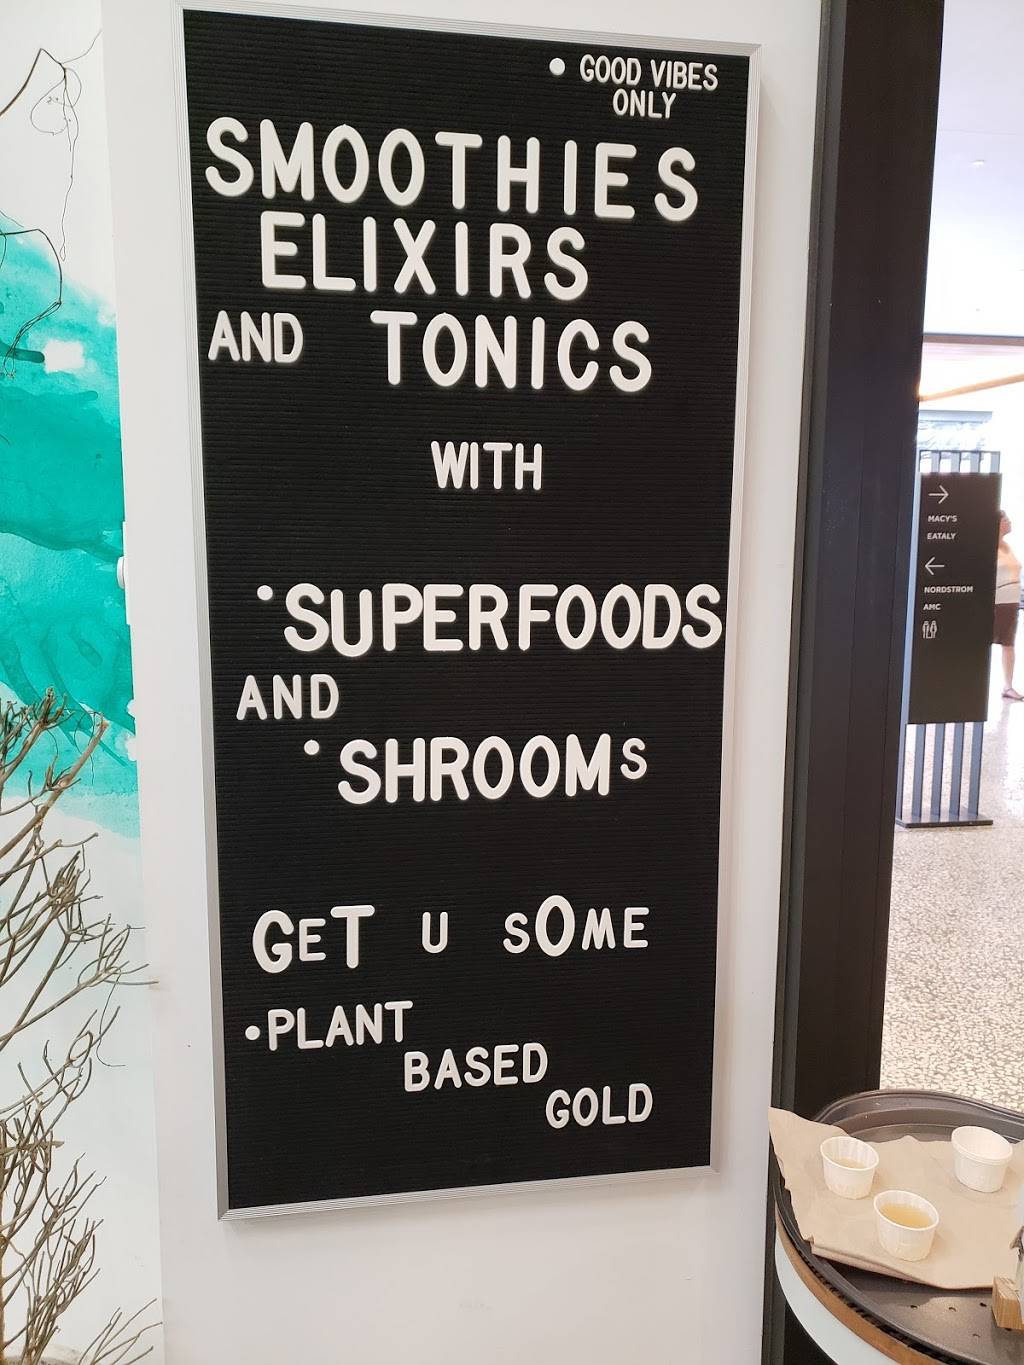 • GOOD VIBES
ONLY
SMOOTHIES
ELIXIRS
AND TONICS
WITH
•SUPERFOODS
AND
•SHROOMS
GET U SOME
•PLANT
BASED
GOLD
→
MACY'S
EATALY
←
NORDSTROM
AMC